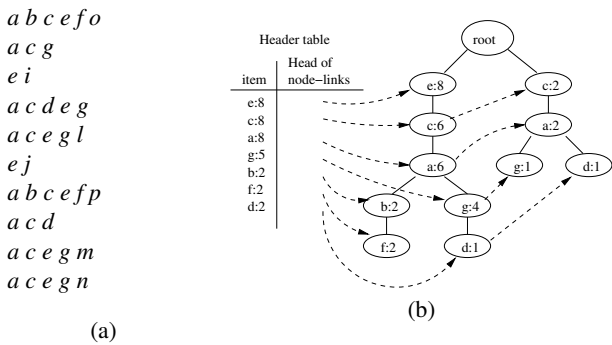 a b c e f o
a c g
e i
a c d e g
a c e g l
e j
a b c e f p
a c d
a c e g m
a c e g n
(a)
Header table
Head of
item node−links
e:8
c:8
a:8
g:5
b:2
f:2
d:2
root
e:8 c:2
c:6 a:2
a:6 g:1 d:1
b:2 g:4
f:2 d:1
(b)